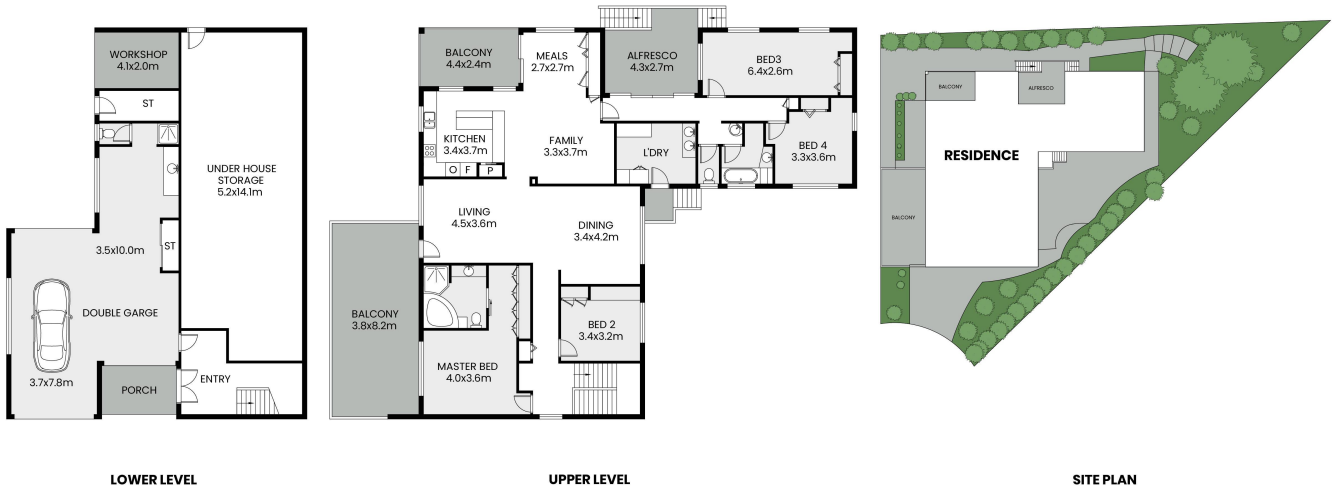 WORKSHOP
4.1x2.0m
ST
UNDER HOUSE
STORAGE
5.2x14.1m
3.5x10.0m
ST
DOUBLE GARGE
3.7x7.8m
PORCH
ENTRY
LOWER LEVEL
BALCONY
4.4x2.4m
MEALS
2.7x2.7m
ALFRESCO
4.3x2.7m
BED3
6.4x2.6m
KITCHEN
3.4x3.7m
O F P
FAMILY
3.3x3.7m
L'DRY
BED 4
3.3x3.6m
LIVING
4.5x3.6m
DINING
3.4x4.2m
BALCONY
3.8x8.2m
BED 2
3.4x3.2m
MASTER BED
4.0x3.6m
UPPER LEVEL
BALCONY
ALFRESCO
RESIDENCE
BALCONY
SITE PLAN